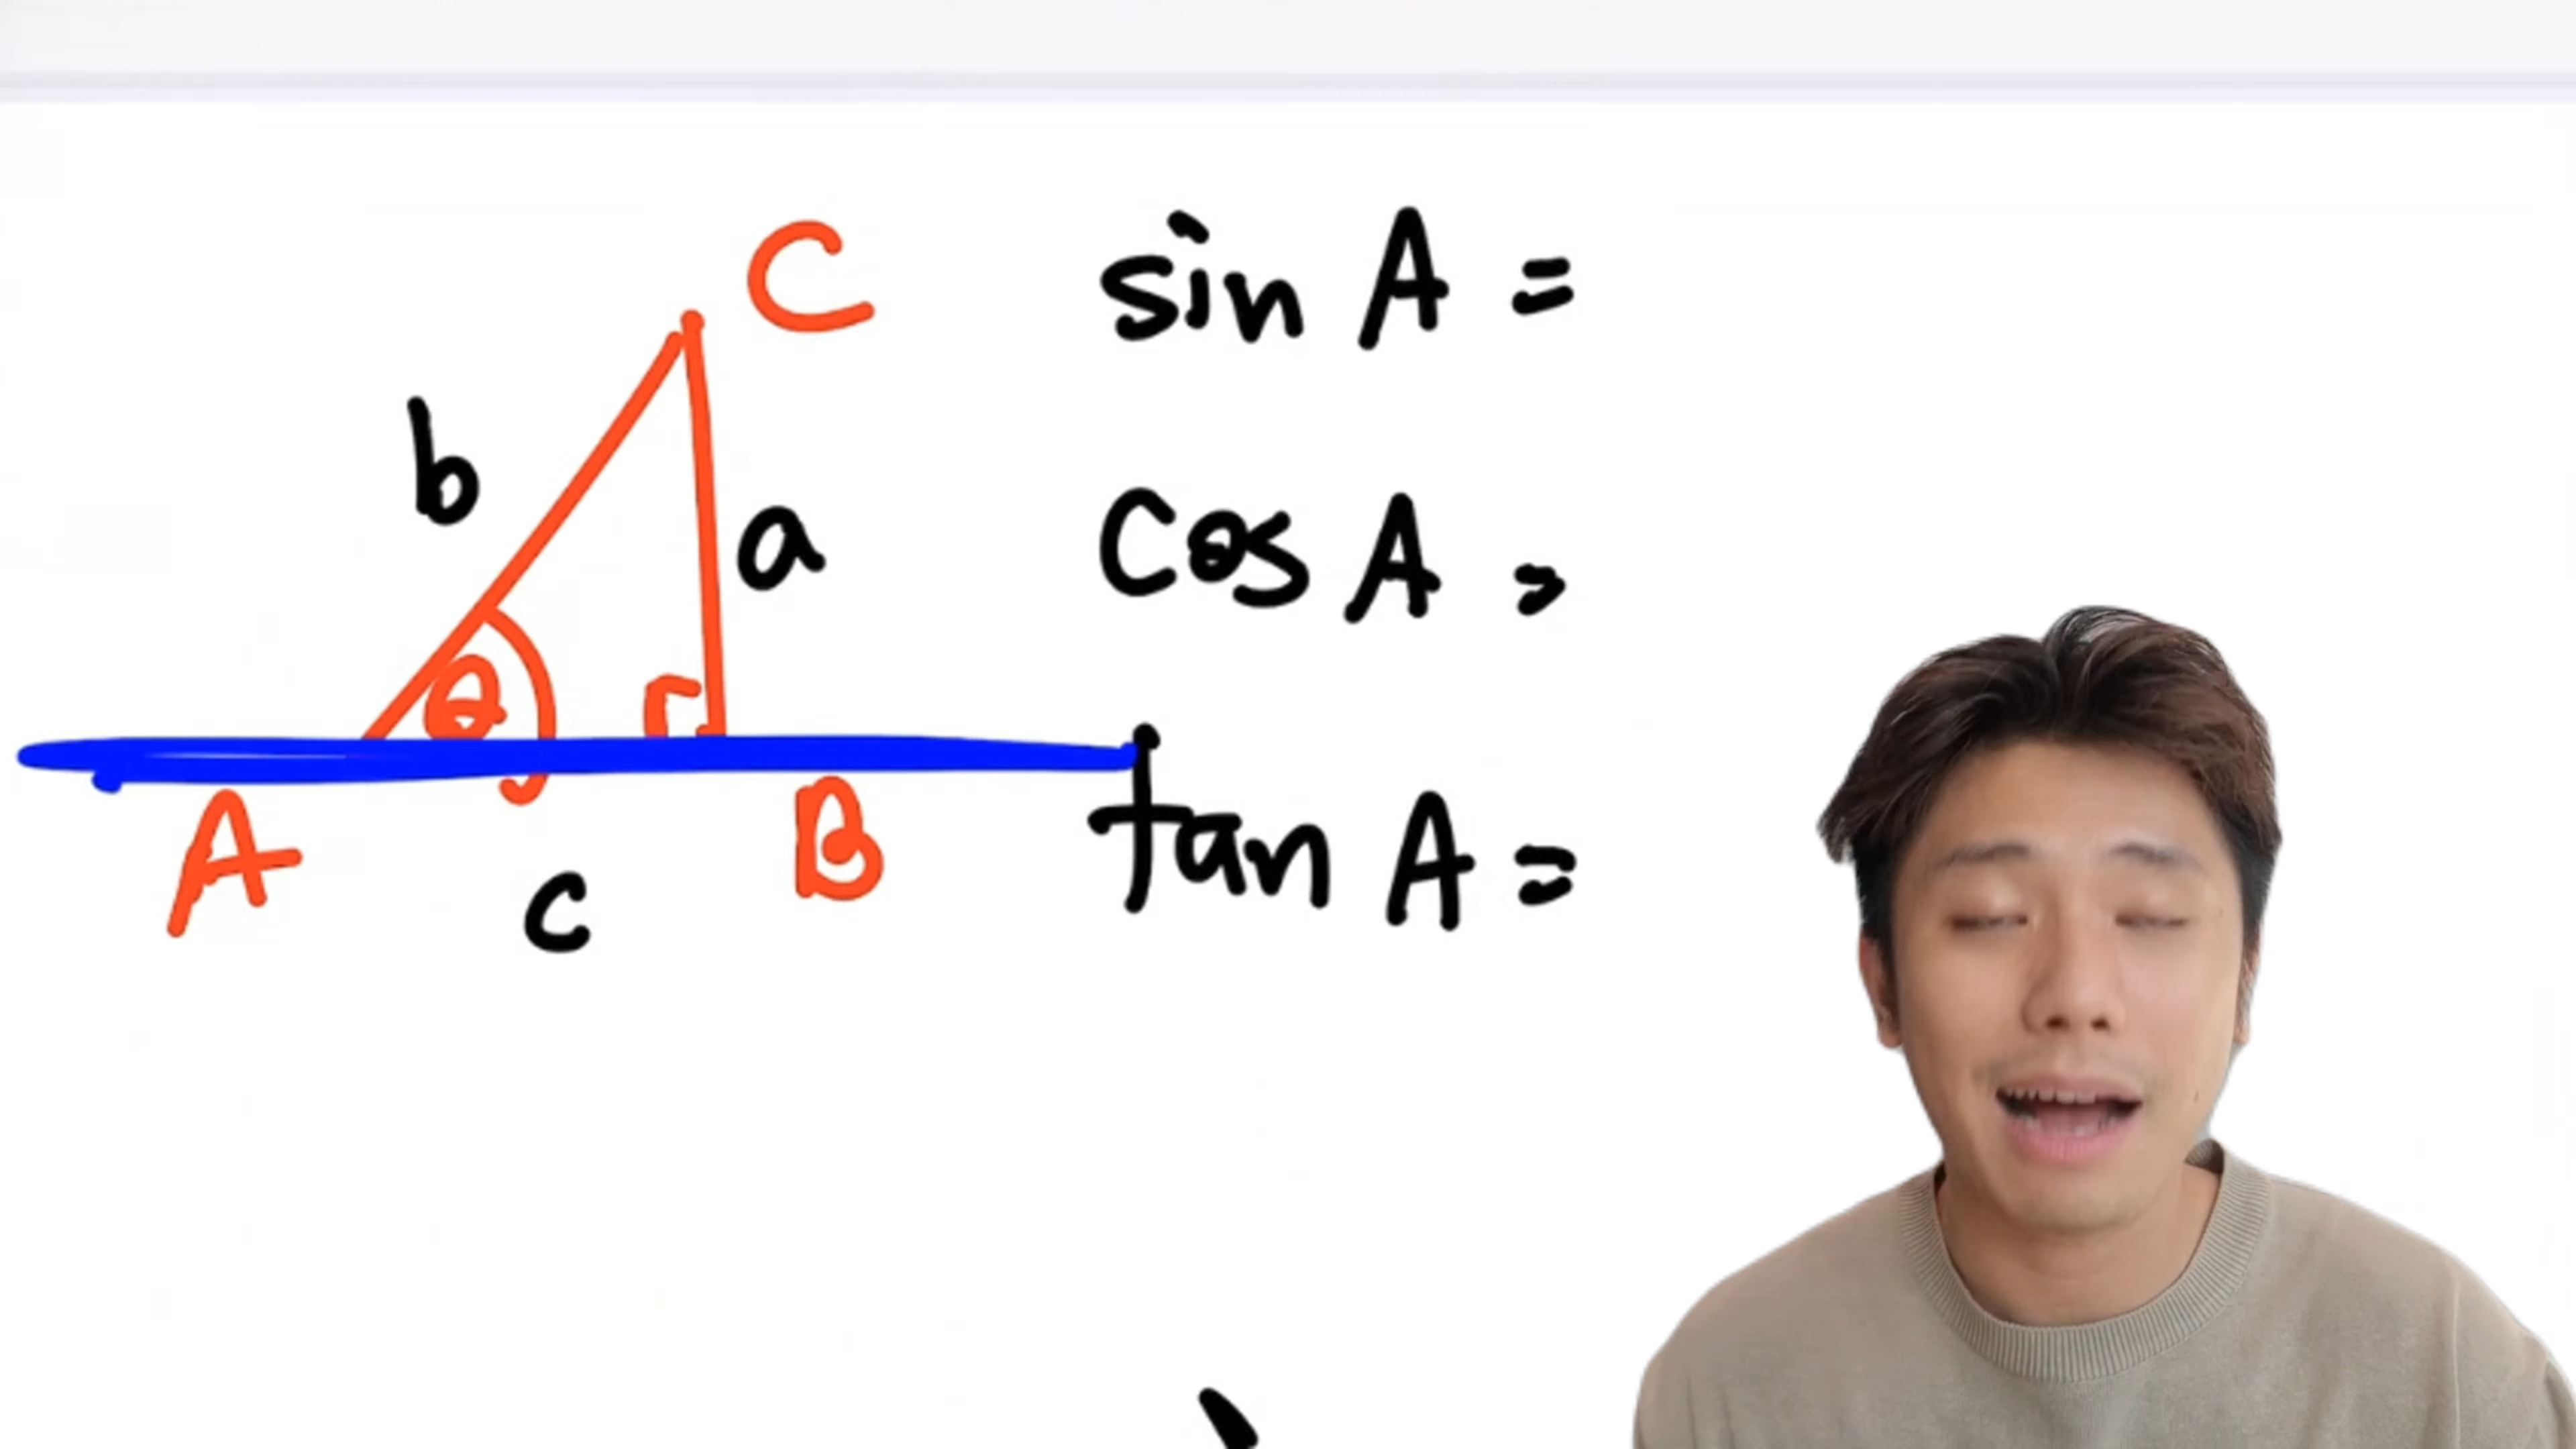 C
sin A =
b
a
cos A =
θ
A
B
c
tan A =